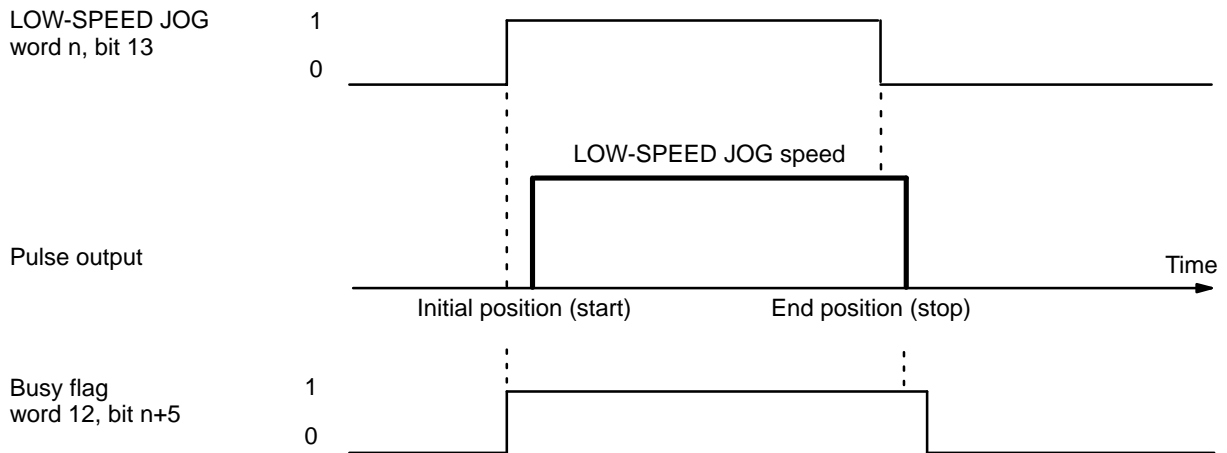 LOW-SPEED JOG
word n, bit 13
1
0
LOW-SPEED JOG speed
Pulse output
Time
Initial position (start)
End position (stop)
Busy flag
word 12, bit n+5
1
0